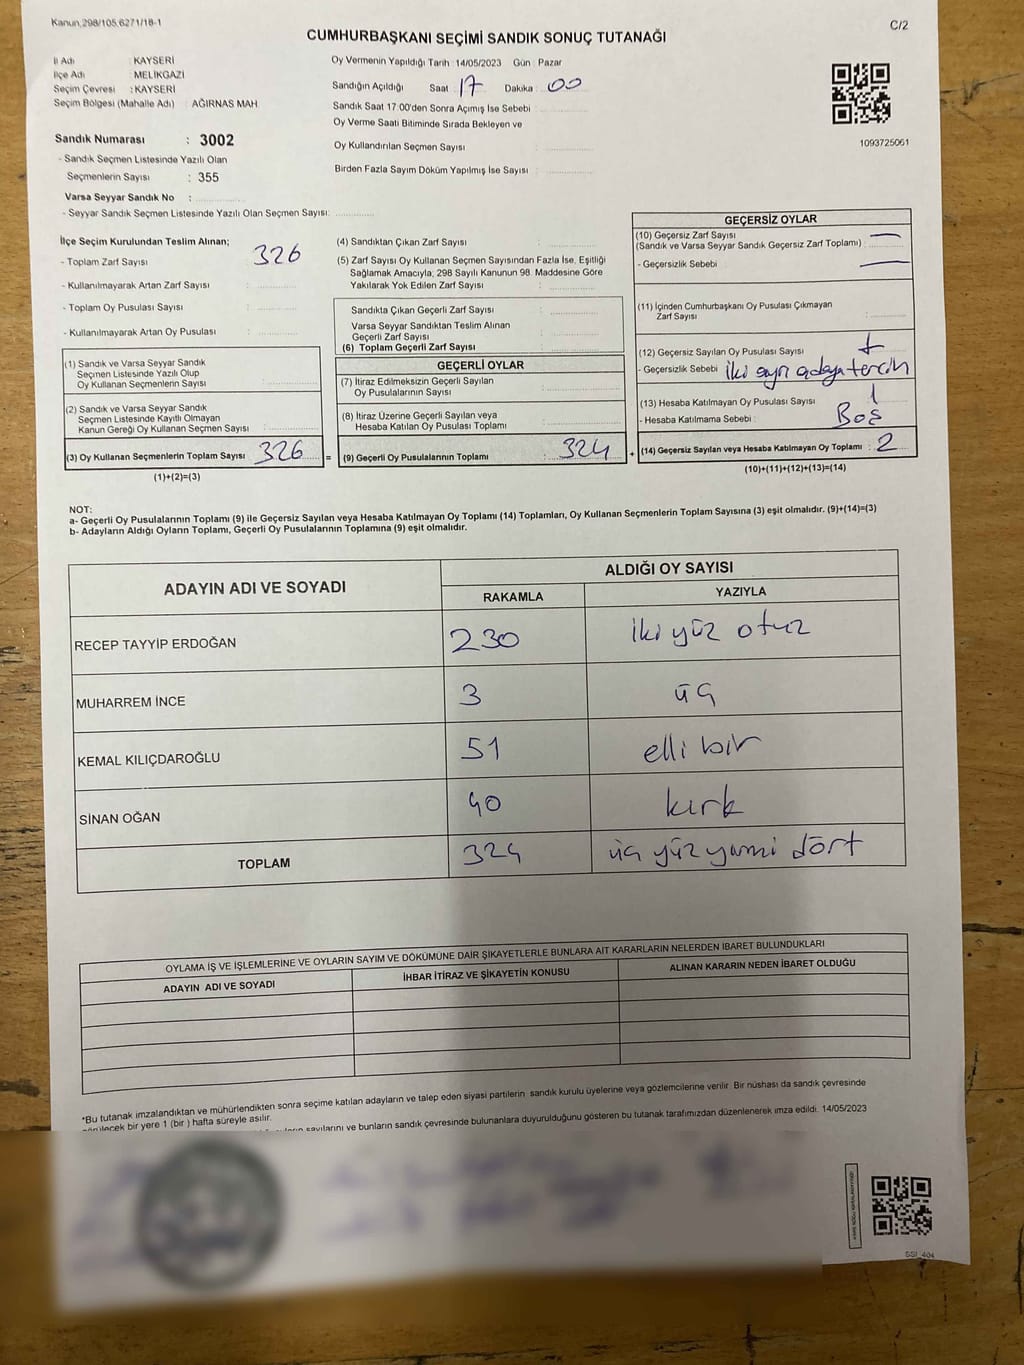 Kanun,298/105,6271/18-1
C/2
CUMHURBAŞKANI SEÇİMİ SANDIK SONUÇ TUTANAĞI
İl Adı : KAYSERİ
İlçe Adı : MELİKGAZİ
Seçim Çevresi : KAYSERİ
Seçim Bölgesi (Mahalle Adı) : AĞIRNAS MAH
Sandık Numarası : 3002
- Sandık Seçmen Listesinde Yazılı Olan
Seçmenlerin Sayısı : 355
Varsa Seyyar Sandık No :
- Seyyar Sandık Seçmen Listesinde Yazılı Olan Seçmen Sayısı:
Oy Vermenin Yapıldığı Tarih : 14/05/2023 Gün : Pazar
Sandığın Açıldığı Saat 17 Dakika : 00
Sandık Saat 17:00'den Sonra Açılmış İse Sebebi :
Oy Verme Saati Bitiminde Sırada Bekleyen ve
Oy Kullandırılan Seçmen Sayısı :
Birden Fazla Sayım Döküm Yapılmış İse Sayısı :
1093725061
İlçe Seçim Kurulundan Teslim Alınan;
- Toplam Zarf Sayısı : 326
- Kullanılmayarak Artan Zarf Sayısı :
- Toplam Oy Pusulası Sayısı :
- Kullanılmayarak Artan Oy Pusulası :
(1) Sandık ve Varsa Seyyar Sandık
Seçmen Listesinde Yazılı Olup
Oy Kullanan Seçmenlerin Sayısı :
(2) Sandık ve Varsa Seyyar Sandık
Seçmen Listesinde Kayıtlı Olmayan
Kanun Gereği Oy Kullanan Seçmen Sayısı :
(3) Oy Kullanan Seçmenlerin Toplam Sayısı : 326 =
(1)+(2)=(3)
(4) Sandıktan Çıkan Zarf Sayısı :
(5) Zarf Sayısı Oy Kullanan Seçmen Sayısından Fazla İse, Eşitliği
Sağlamak Amacıyla, 298 Sayılı Kanunun 98. Maddesine Göre
Yakılarak Yok Edilen Zarf Sayısı :
Sandıkta Çıkan Geçerli Zarf Sayısı :
Varsa Seyyar Sandıktan Teslim Alınan
Geçerli Zarf Sayısı :
(6) Toplam Geçerli Zarf Sayısı :
GEÇERLİ OYLAR
(7) İtiraz Edilmeksizin Geçerli Sayılan
Oy Pusulalarının Sayısı :
(8) İtiraz Üzerine Geçerli Sayılan veya
Hesaba Katılan Oy Pusulası Toplamı :
(9) Geçerli Oy Pusulalarının Toplamı : 324 +
GEÇERSİZ OYLAR
(10) Geçersiz Zarf Sayısı
(Sandık ve Varsa Seyyar Sandık Geçersiz Zarf Toplamı) : —
- Geçersizlik Sebebi : —
(11) İçinden Cumhurbaşkanı Oy Pusulası Çıkmayan
Zarf Sayısı :
(12) Geçersiz Sayılan Oy Pusulası Sayısı :
- Geçersizlik Sebebi : iki ayrı adaya tercih
(13) Hesaba Katılmayan Oy Pusulası Sayısı : 1
- Hesaba Katılmama Sebebi : Boş
(14) Geçersiz Sayılan veya Hesaba Katılmayan Oy Toplamı : 2
(10)+(11)+(12)+(13)=(14)
NOT:
a- Geçerli Oy Pusulalarının Toplamı (9) ile Geçersiz Sayılan veya Hesaba Katılmayan Oy Toplamı (14) Toplamları, Oy Kullanan Seçmenlerin Toplam Sayısına (3) eşit olmalıdır. (9)+(14)=(3)
b- Adayların Aldığı Oyların Toplamı, Geçerli Oy Pusulalarının Toplamına (9) eşit olmalıdır.
ADAYIN ADI VE SOYADI
ALDIĞI OY SAYISI
RAKAMLA YAZIYLA
RECEP TAYYİP ERDOĞAN 230 iki yüz otuz
MUHARREM İNCE 3 üç
KEMAL KILIÇDAROĞLU 51 elli bir
SİNAN OĞAN 40 kırk
TOPLAM 324 üç yüz yirmi dört
OYLAMA İŞ VE İŞLEMLERİNE VE OYLARIN SAYIM VE DÖKÜMÜNE DAİR ŞİKAYETLERLE BUNLARA AİT KARARLARIN NELERDEN İBARET BULUNDUKLARI
ADAYIN ADI VE SOYADI İHBAR İTİRAZ VE ŞİKAYETİN KONUSU ALINAN KARARIN NEDEN İBARET OLDUĞU
*Bu tutanak imzalandıktan ve mühürlendikten sonra seçime katılan adayların ve talep eden siyasi partilerin sandık kurulu üyelerine veya gözlemcilerine verilir. Bir nüshası da sandık çevresinde
görülecek bir yere 1 (bir) hafta süreyle asılır.
sayılarını ve bunların sandık çevresinde bulunanlara duyurulduğunu gösteren bu tutanak tarafımızdan düzenlenerek imza edildi. 14/05/2023
SSI_404